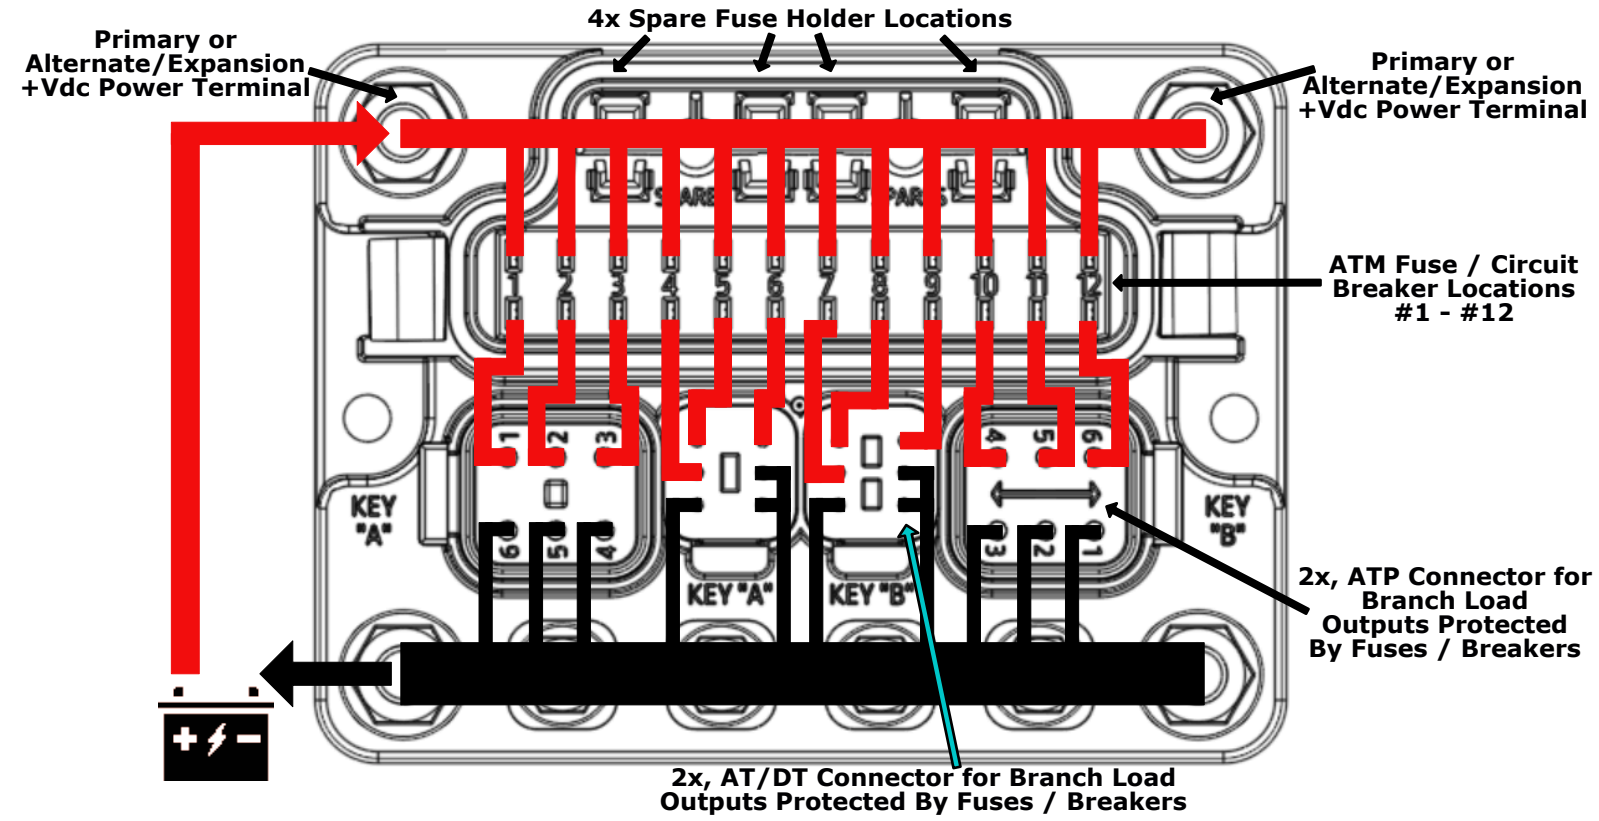 4x Spare Fuse Holder Locations
Primary or
Alternate/Expansion
+Vdc Power Terminal
Primary or
Alternate/Expansion
+Vdc Power Terminal
SPARE
SPARES
1 2 3 4 5 6 7 8 9 10 11 12
ATM Fuse / Circuit
Breaker Locations
#1 - #12
1 2 3
4 5 6
KEY
"A"
KEY
"B"
6 5 4
3 2 1
KEY "A"
KEY "B"
2x, ATP Connector for
Branch Load
Outputs Protected
By Fuses / Breakers
+ -
2x, AT/DT Connector for Branch Load
Outputs Protected By Fuses / Breakers